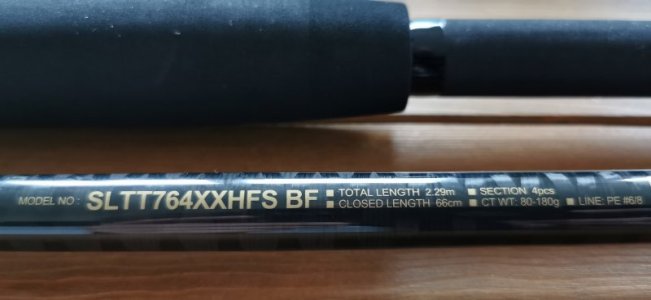 MODEL NO : SLTT764XXHFS BF ■ TOTAL LENGTH 2.29m ■ SECTION 4pcs
■ CLOSED LENGTH 66cm ■ CT WT: 80-180g ■ LINE: PE #6/8